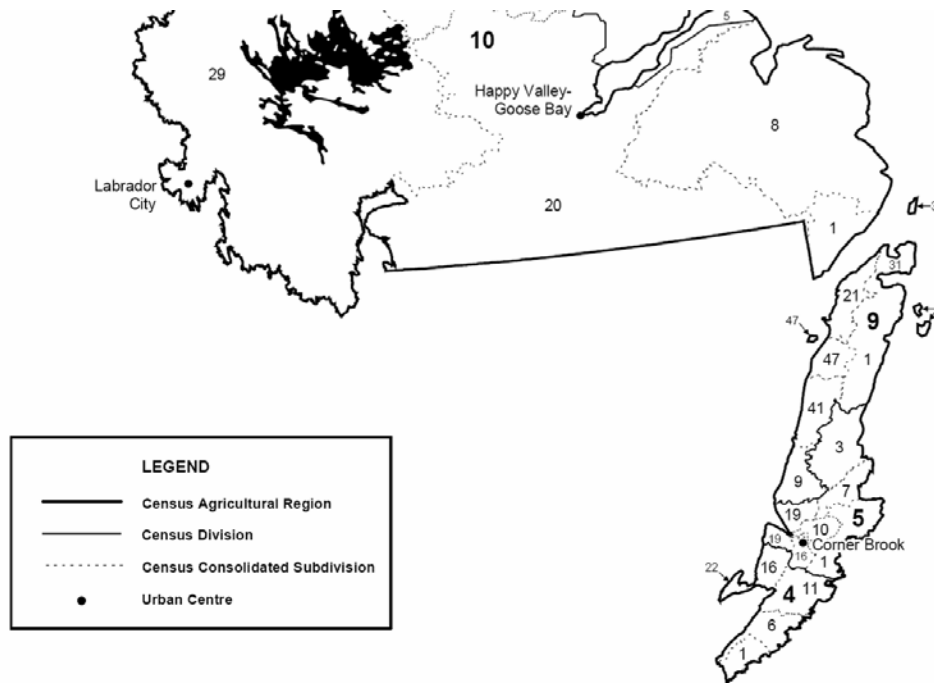 5
10
29
Happy Valley-
Goose Bay
8
Labrador
City
20
1
31
21
9
47
47
1
41
3
9
7
19
5
10
19
Corner Brook
16
16
1
22
4
11
6
1
LEGEND
Census Agricultural Region
Census Division
Census Consolidated Subdivision
Urban Centre